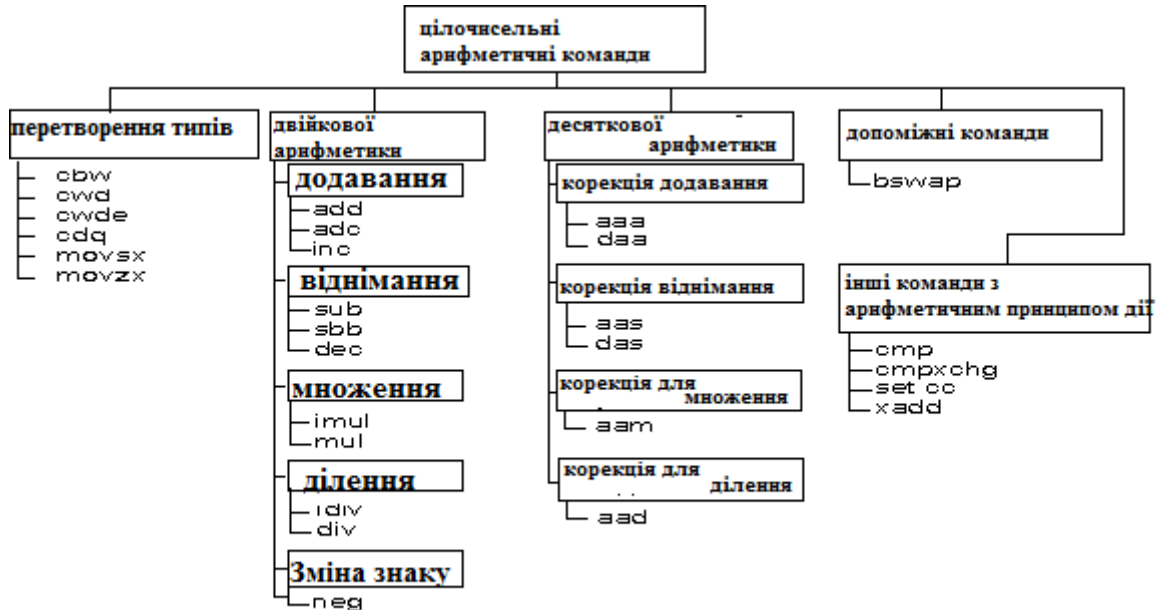 цілочисельні
арифметичні команди
перетворення типів
cbw
cwd
cwde
cdq
movsx
movzx
двійкової
арифметики
додавання
add
adc
inc
віднімання
sub
sbb
dec
множення
imul
mul
ділення
idiv
div
Зміна знаку
neg
десяткової
арифметики
корекція додавання
aaa
daa
корекція віднімання
aas
das
корекція для
множення
aam
корекція для
ділення
aad
допоміжні команди
bswap
інші команди з
арифметичним принципом дії
cmp
cmpxchg
set cc
xadd